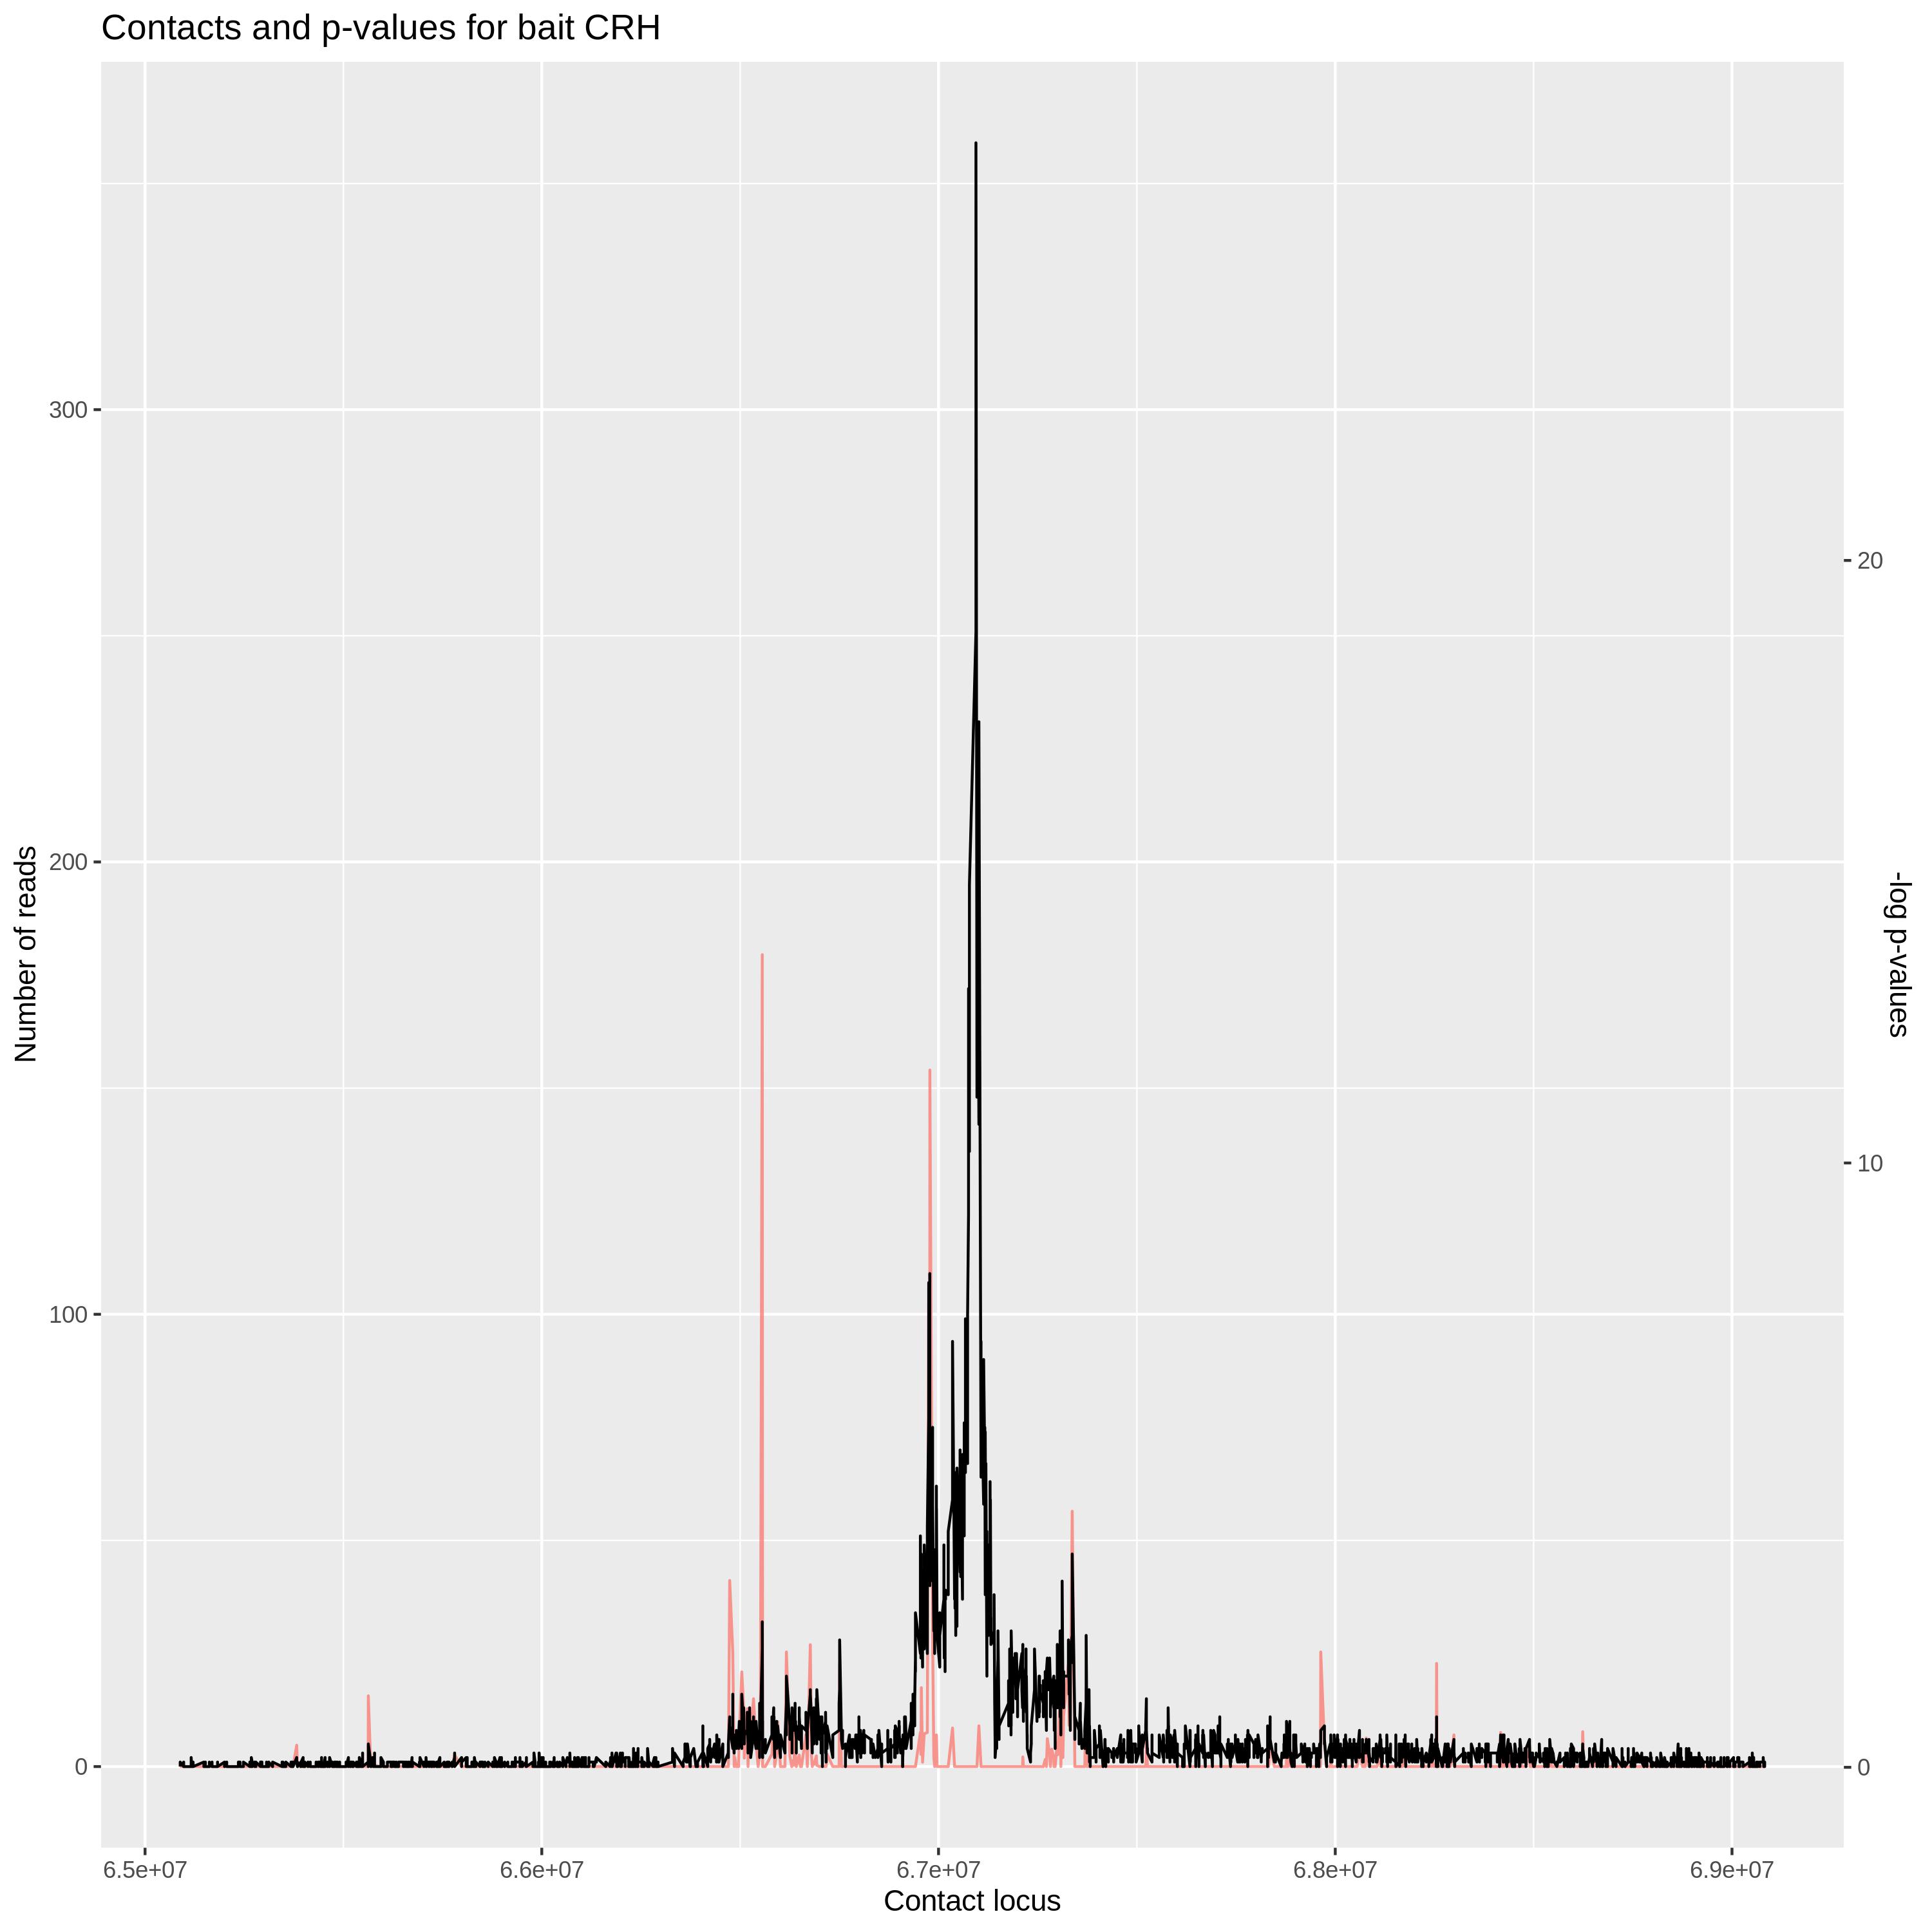 Contacts and p-values for bait CRH
Number of reads
300
200
100
0
20
10
0
-log p-values
6.5e+07
6.6e+07
6.7e+07
6.8e+07
6.9e+07
Contact locus